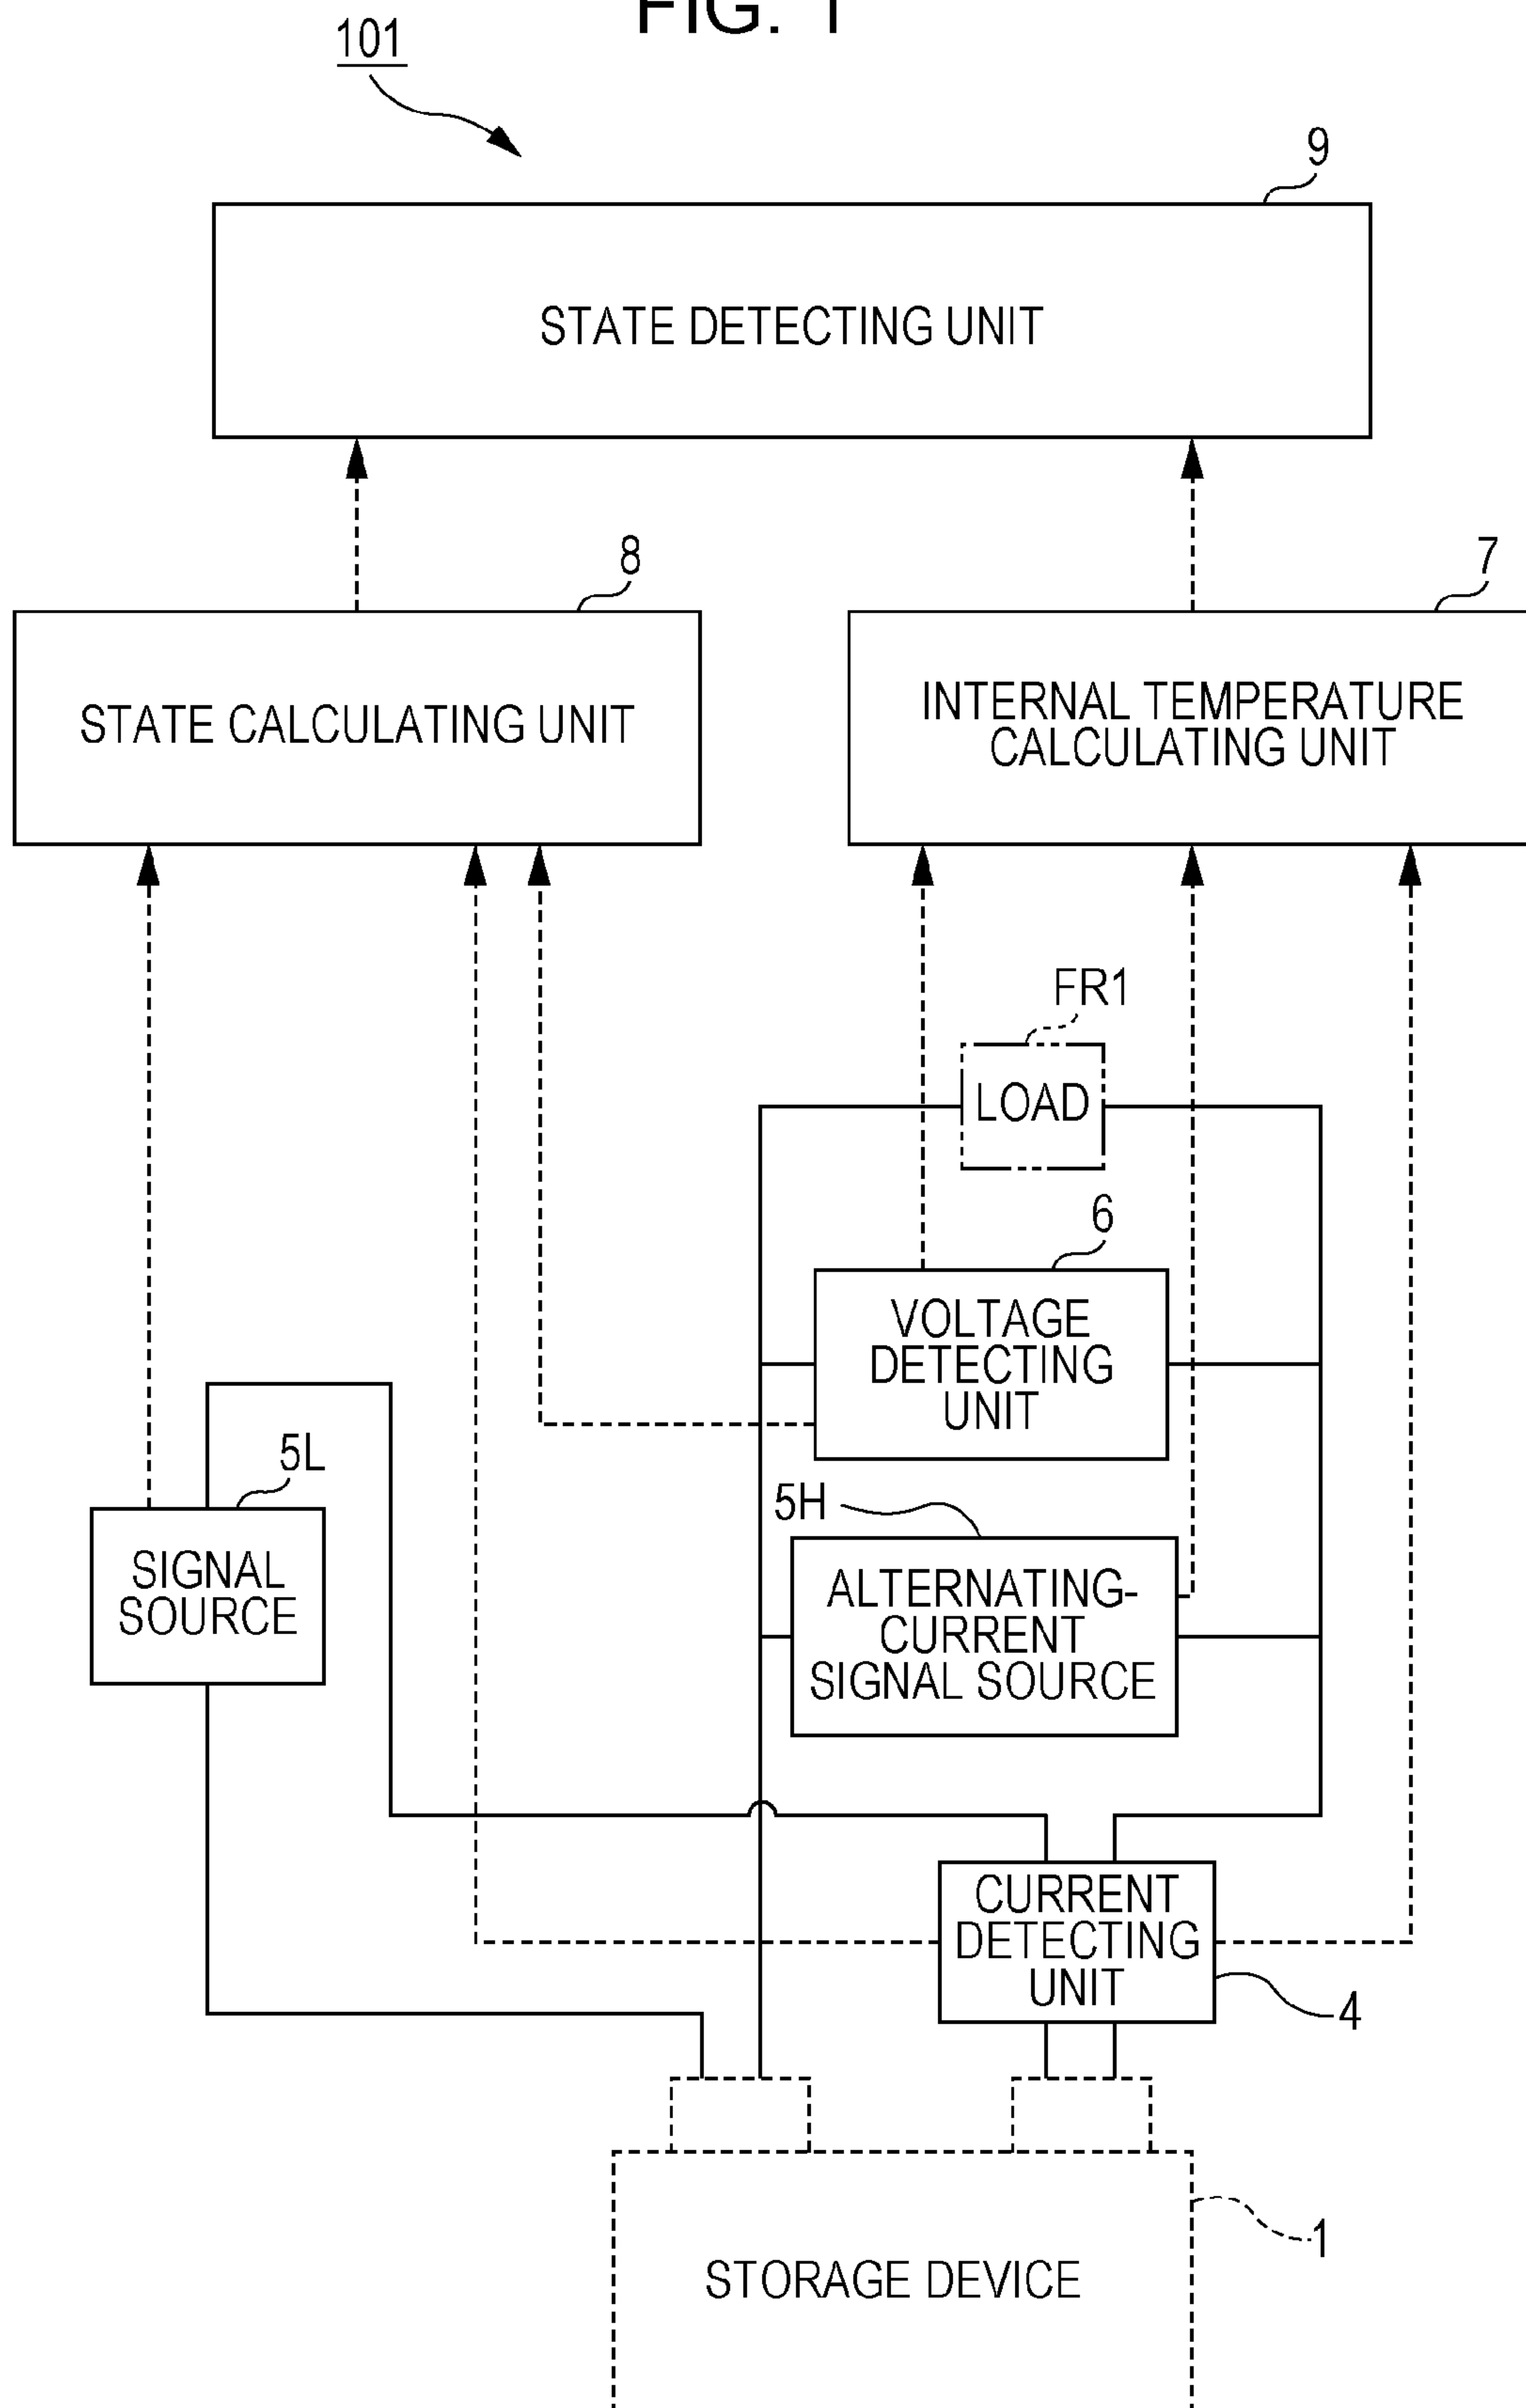 FIG. 1
101
9
STATE DETECTING UNIT
8
7
STATE CALCULATING UNIT
INTERNAL TEMPERATURE
CALCULATING UNIT
FR1
LOAD
6
VOLTAGE
DETECTING
UNIT
5L
5H
SIGNAL
SOURCE
ALTERNATING-
CURRENT
SIGNAL SOURCE
CURRENT
DETECTING
UNIT
4
1
STORAGE DEVICE